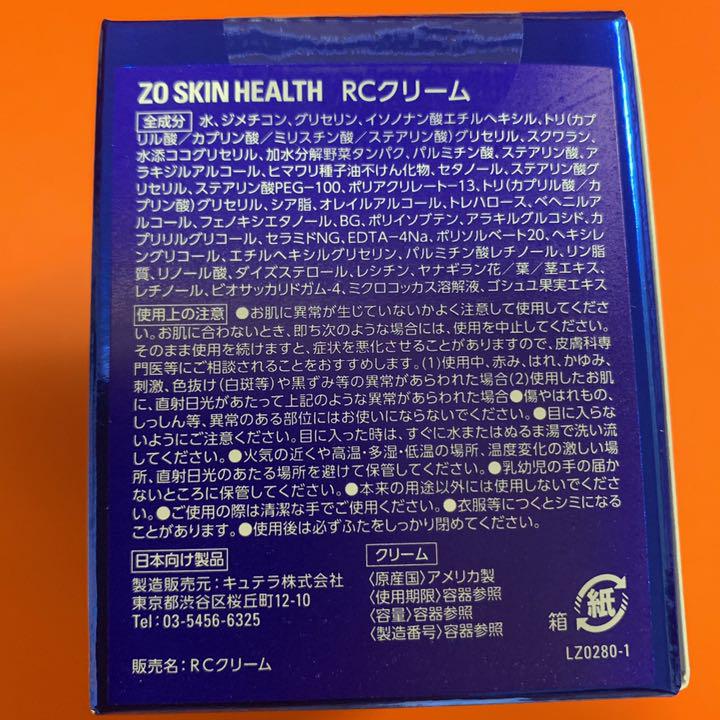 ZO SKIN HEALTH RCクリーム
全成分 水、ジメチコン、グリセリン、イソノナン酸エチルヘキシル、トリ(カプ
リル酸/カプリン酸/ミリスチン酸/ステアリン酸)グリセリル、スクワラン、
水添ココグリセリル、加水分解野菜タンパク、パルミチン酸、ステアリン酸、ア
ラキジルアルコール、ヒマワリ種子油不けん化物、セタノール、ステアリン酸グ
リセリル、ステアリン酸PEG-100、ポリアクリレート-13、トリ(カプリル酸/カ
プリン酸)グリセリル、シア脂、オレイルアルコール、トレハロース、ベヘニルア
ルコール、フェノキシエタノール、BG、ポリイソブテン、アラキルグルコシド、カ
プリリルグリコール、セラミドNG、EDTA-4Na、ポリソルベート20、ヘキシレ
ングリコール、エチルヘキシルグリセリン、パルミチン酸レチノール、リン脂
質、リノール酸、ダイズステロール、レシチン、ヤナギラン花/葉/茎エキス、
レチノール、ビオサッカリドガム-4、ミクロコッカス溶解液、ゴシュユ果実エキス
使用上の注意 ●お肌に異常が生じていないかよく注意して使用してくださ
い。お肌に合わないとき、即ち次のような場合には、使用を中止してください。
そのまま使用を続けますと、症状を悪化させることがありますので、皮膚科専
門医等にご相談されることをおすすめします。(1)使用中、赤み、はれ、かゆみ、
刺激、色抜け(白斑等)や黒ずみ等の異常があらわれた場合(2)使用したお肌
に、直射日光があたって上記のような異常があらわれた場合●傷やはれもの、
しっしん等、異常のある部位にはお使いにならないでください。●目に入らな
いようにご注意ください。目に入った時は、すぐに水またはぬるま湯で洗い流
してください。●火気の近くや高温・多湿・低温の場所、温度変化の激しい場
所、直射日光のあたる場所を避けて保管してください。●乳幼児の手の届か
ないところに保管してください。●本来の用途以外には使用しないでくださ
い。●ご使用の際は清潔な手でご使用ください。●衣服等につくとシミになる
ことがあります。●使用後は必ずふたをしっかり閉めてください。
日本向け製品
製造販売元:キュテラ株式会社
東京都渋谷区桜丘町12-10
Tel:03-5456-6325
販売名:RCクリーム
クリーム
〈原産国〉アメリカ製
〈使用期限〉容器参照
〈容量〉容器参照
〈製造番号〉容器参照
箱 紙
LZ0280-1